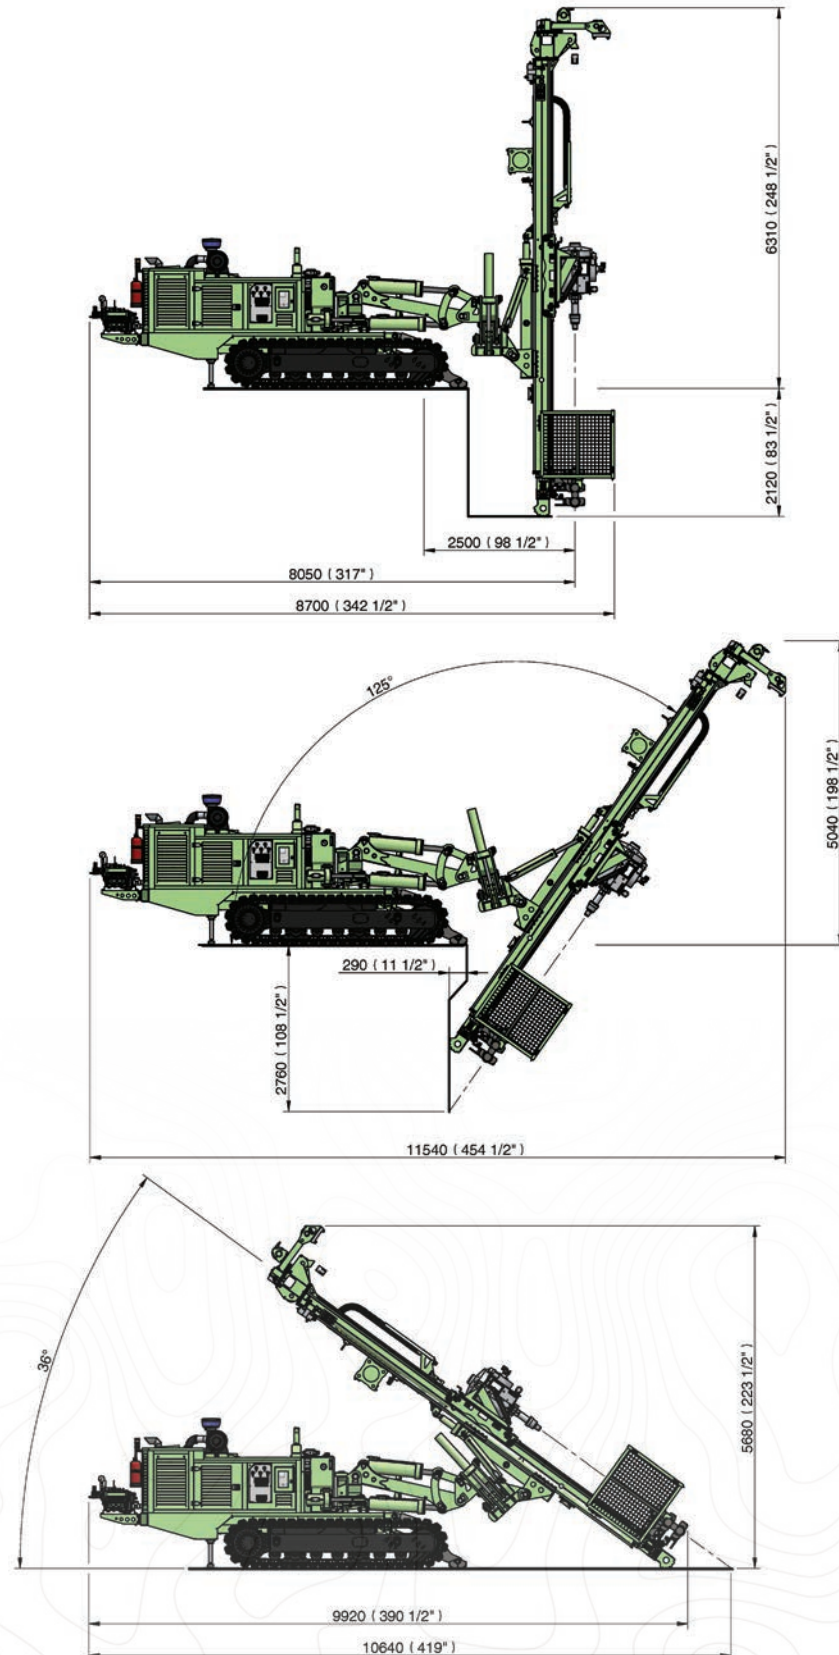 6310 ( 248 1/2" )
2120 ( 83 1/2" )
2500 ( 98 1/2" )
8050 ( 317" )
8700 ( 342 1/2" )
125°
5040 ( 198 1/2" )
290 ( 11 1/2" )
2760 ( 108 1/2" )
11540 ( 454 1/2" )
36°
5680 ( 223 1/2" )
9920 ( 390 1/2" )
10640 ( 419" )